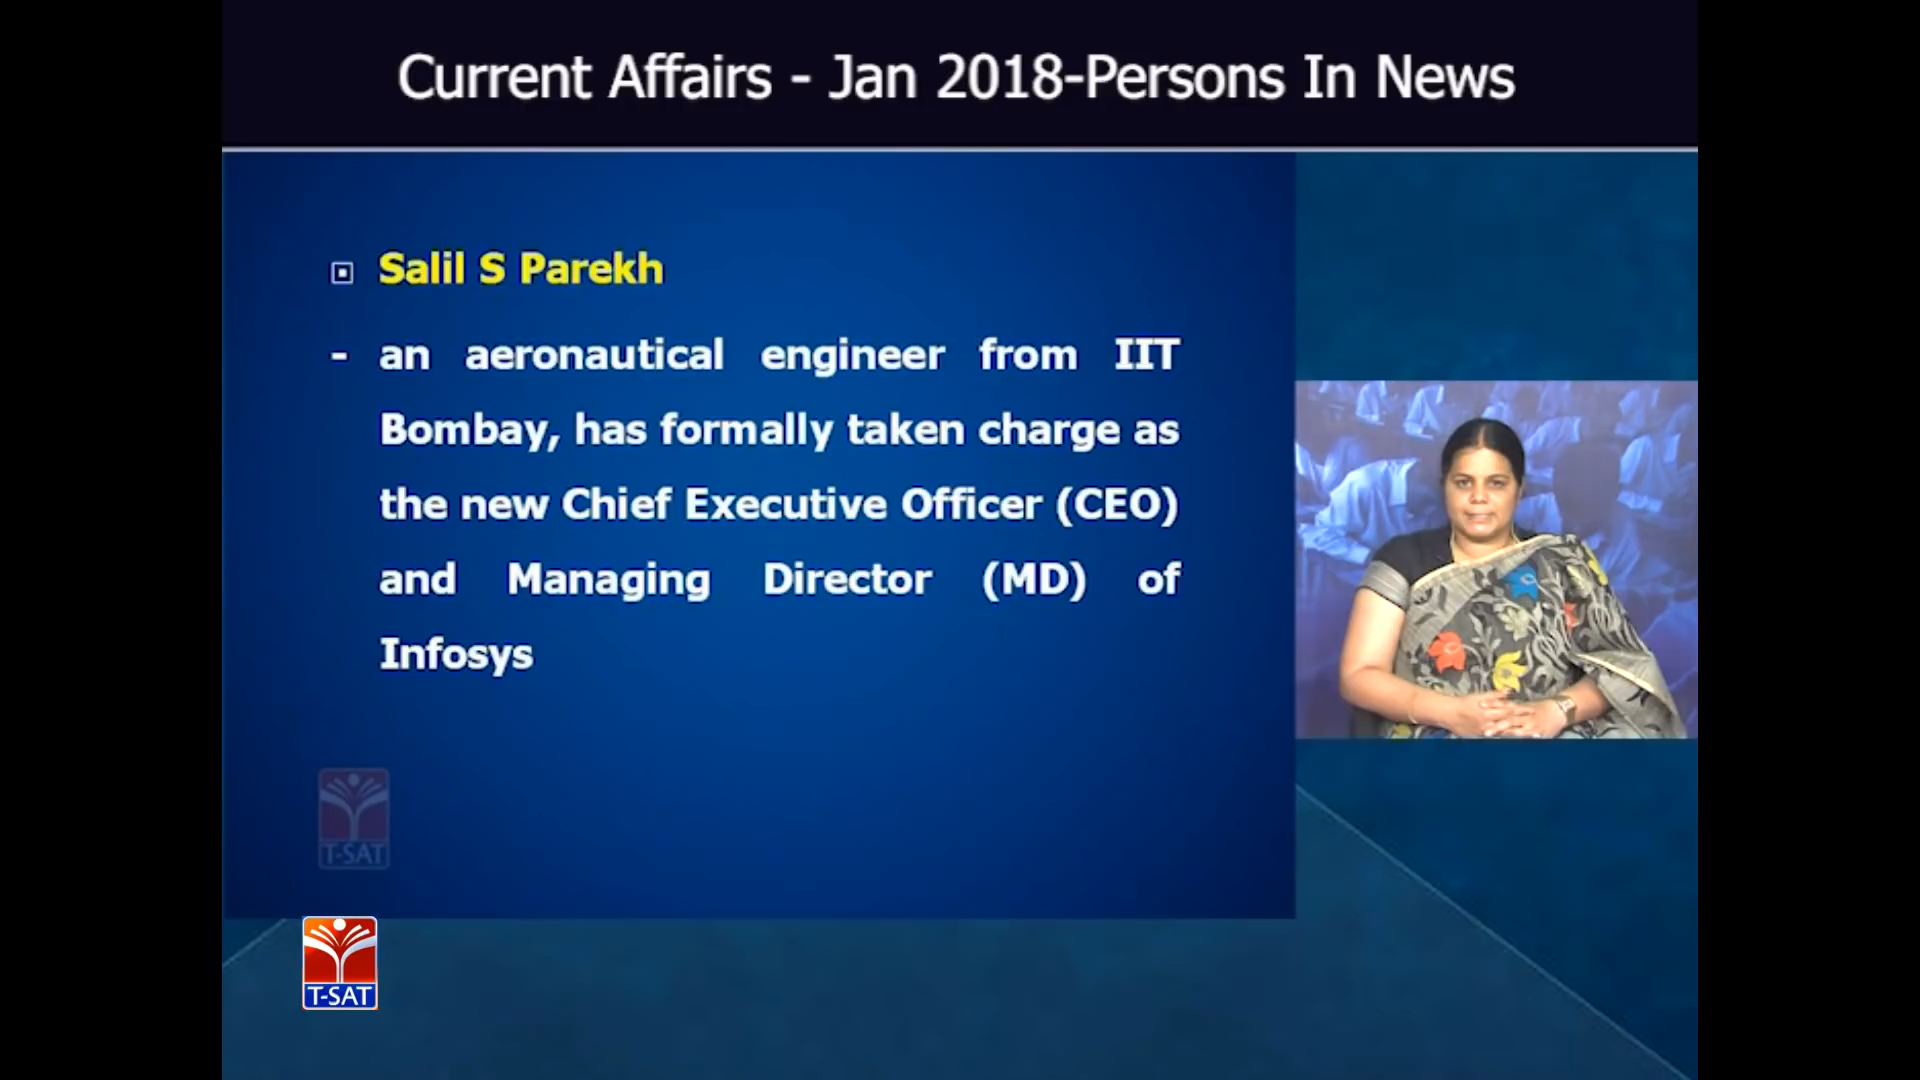 Current Affairs - Jan 2018-Persons In News
Salil S Parekh
- an aeronautical engineer from IIT
Bombay, has formally taken charge as
the new Chief Executive Officer (CEO)
and Managing Director (MD) of
Infosys
T-SAT
T-SAT